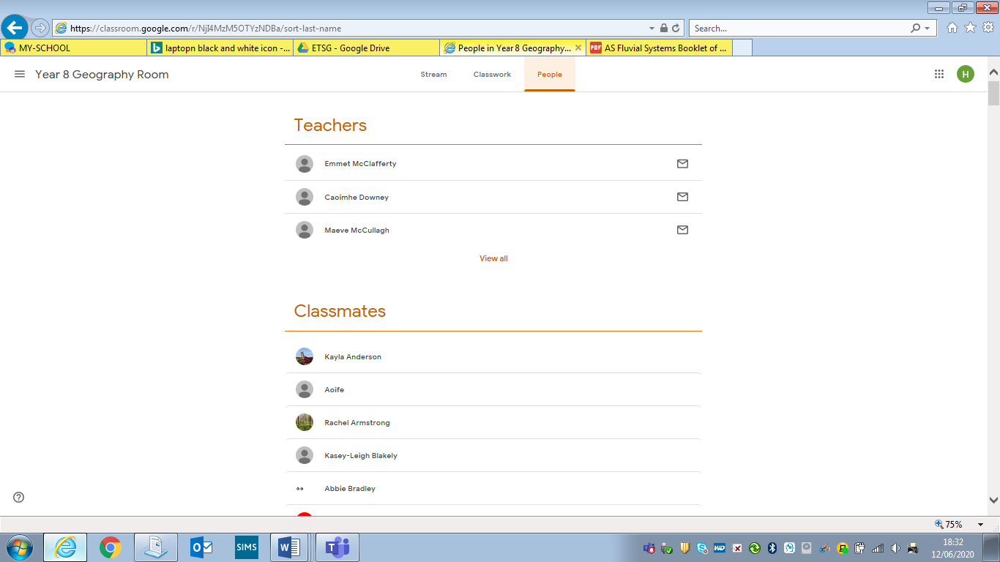 https://classroom.google.com/r/NjI4MzM5OTYzNDBa/sort-last-name
Search...
MY-SCHOOL
laptopn black and white icon -...
ETSG - Google Drive
People in Year 8 Geography...
PDF
AS Fluvial Systems Booklet of ...
Year 8 Geography Room
Stream
Classwork
People
H
Teachers
Emmet McClafferty
Caoimhe Downey
Maeve McCullagh
View all
Classmates
Kayla Anderson
Aoife
Rachel Armstrong
Kasey-Leigh Blakely
Abbie Bradley
75%
SIMS
18:32
12/06/2020